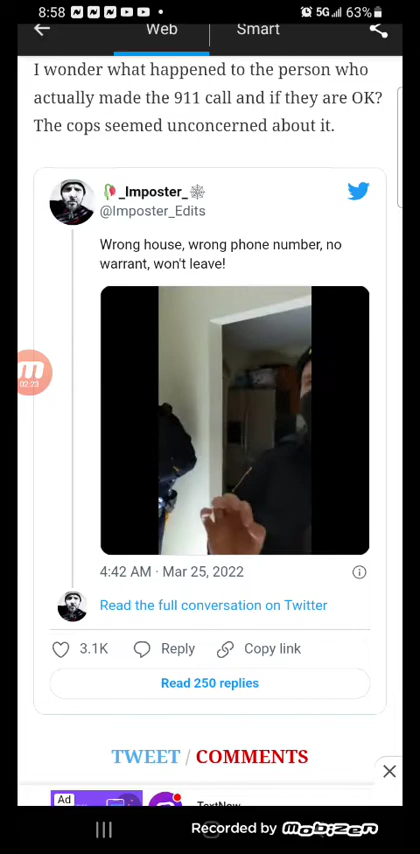 8:58
5G
63%
Web
Smart
I wonder what happened to the person who
actually made the 911 call and if they are OK?
The cops seemed unconcerned about it.
_Imposter_
@Imposter_Edits
Wrong house, wrong phone number, no
warrant, won't leave!
02:23
4:42 AM · Mar 25, 2022
Read the full conversation on Twitter
3.1K
Reply
Copy link
Read 250 replies
TWEET / COMMENTS
Ad
TextNow
Recorded by mobizen